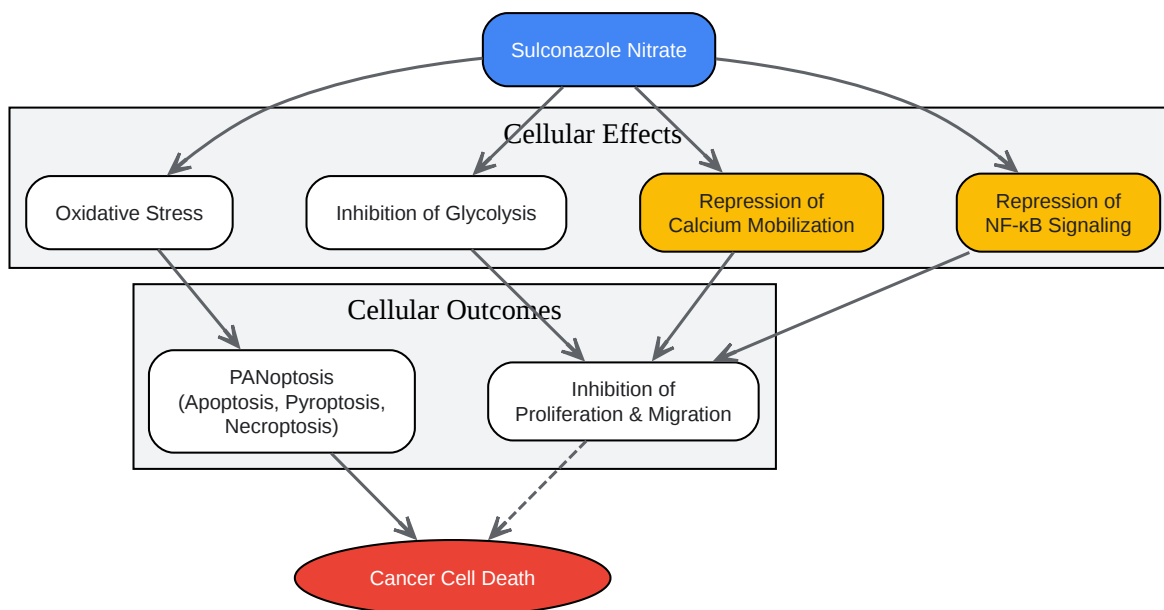 Sulconazole Nitrate
Cellular Effects
Oxidative Stress
Inhibition of Glycolysis
Repression of
Calcium Mobilization
Repression of
NF-κB Signaling
Cellular Outcomes
PANoptosis
(Apoptosis, Pyroptosis,
Necroptosis)
Inhibition of
Proliferation & Migration
Cancer Cell Death